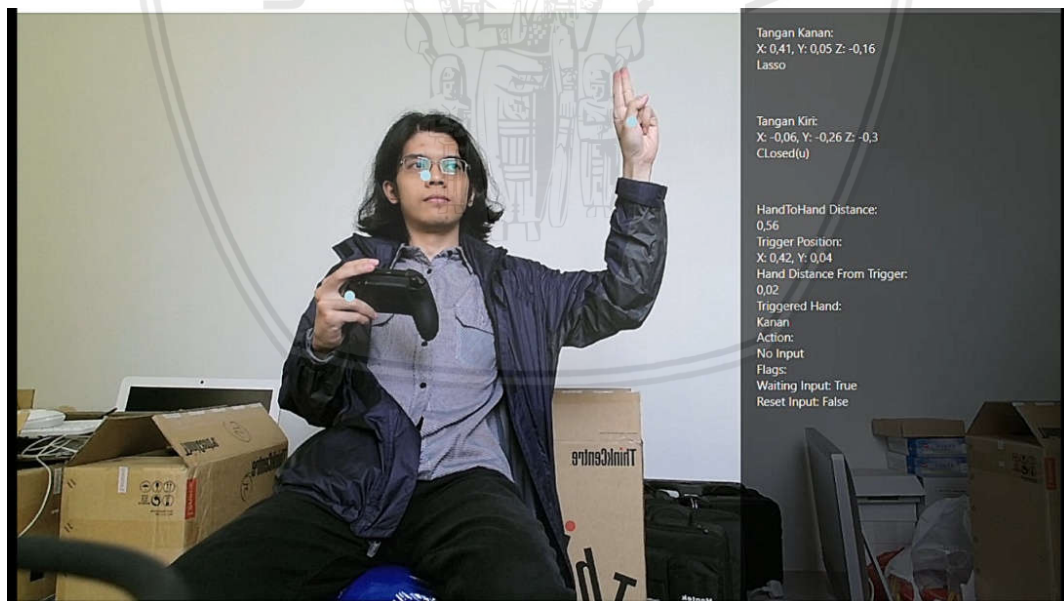 Tangan Kanan:
X: 0,41, Y: 0,05 Z: -0,16
Lasso
Tangan Kiri:
X: -0,06, Y: -0,26 Z: -0,3
CLosed(u)
HandToHand Distance:
0,56
Trigger Position:
X: 0,42, Y: 0,04
Hand Distance From Trigger:
0,02
Triggered Hand:
Kanan
Action:
No Input
Flags:
Waiting Input: True
Reset Input: False
ThinkCentre
ThinkCentre